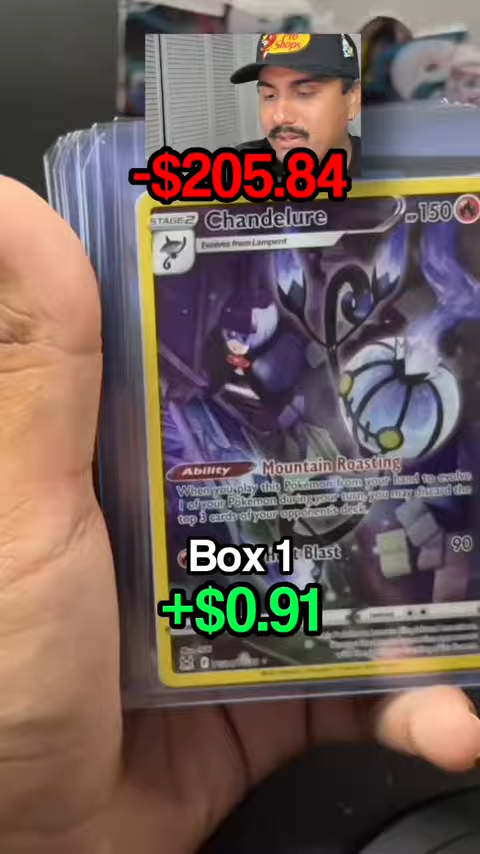 Pro
Shops
-$205.84
STAGE 2 Chandelure 150
Evolves from Lampent
Ability Mountain Roasting
When you play this Pokémon from your hand to evolve
1 of your Pokémon during your turn, you may discard the
top 3 cards of your opponent's deck.
Box 1
Blast 90
+$0.91